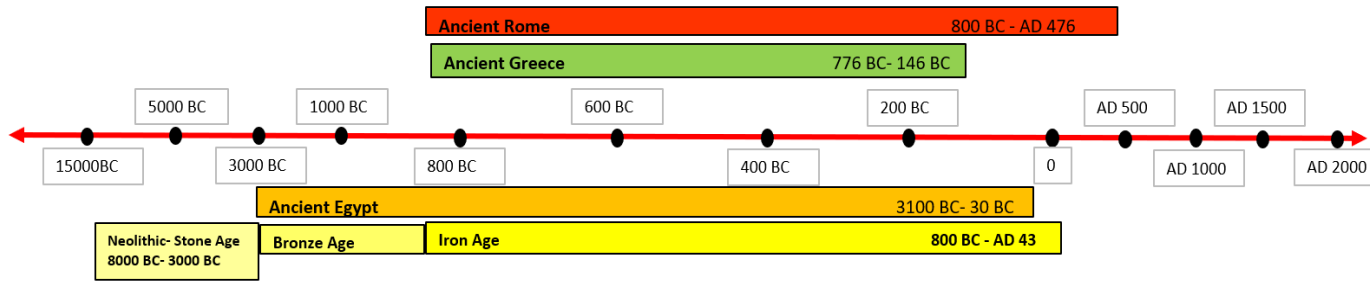 Ancient Rome 800 BC - AD 476
Ancient Greece 776 BC- 146 BC
5000 BC 1000 BC 600 BC 200 BC AD 500 AD 1500
15000BC 3000 BC 800 BC 400 BC 0 AD 1000 AD 2000
Ancient Egypt 3100 BC- 30 BC
Neolithic- Stone Age
8000 BC- 3000 BC
Bronze Age
Iron Age 800 BC - AD 43